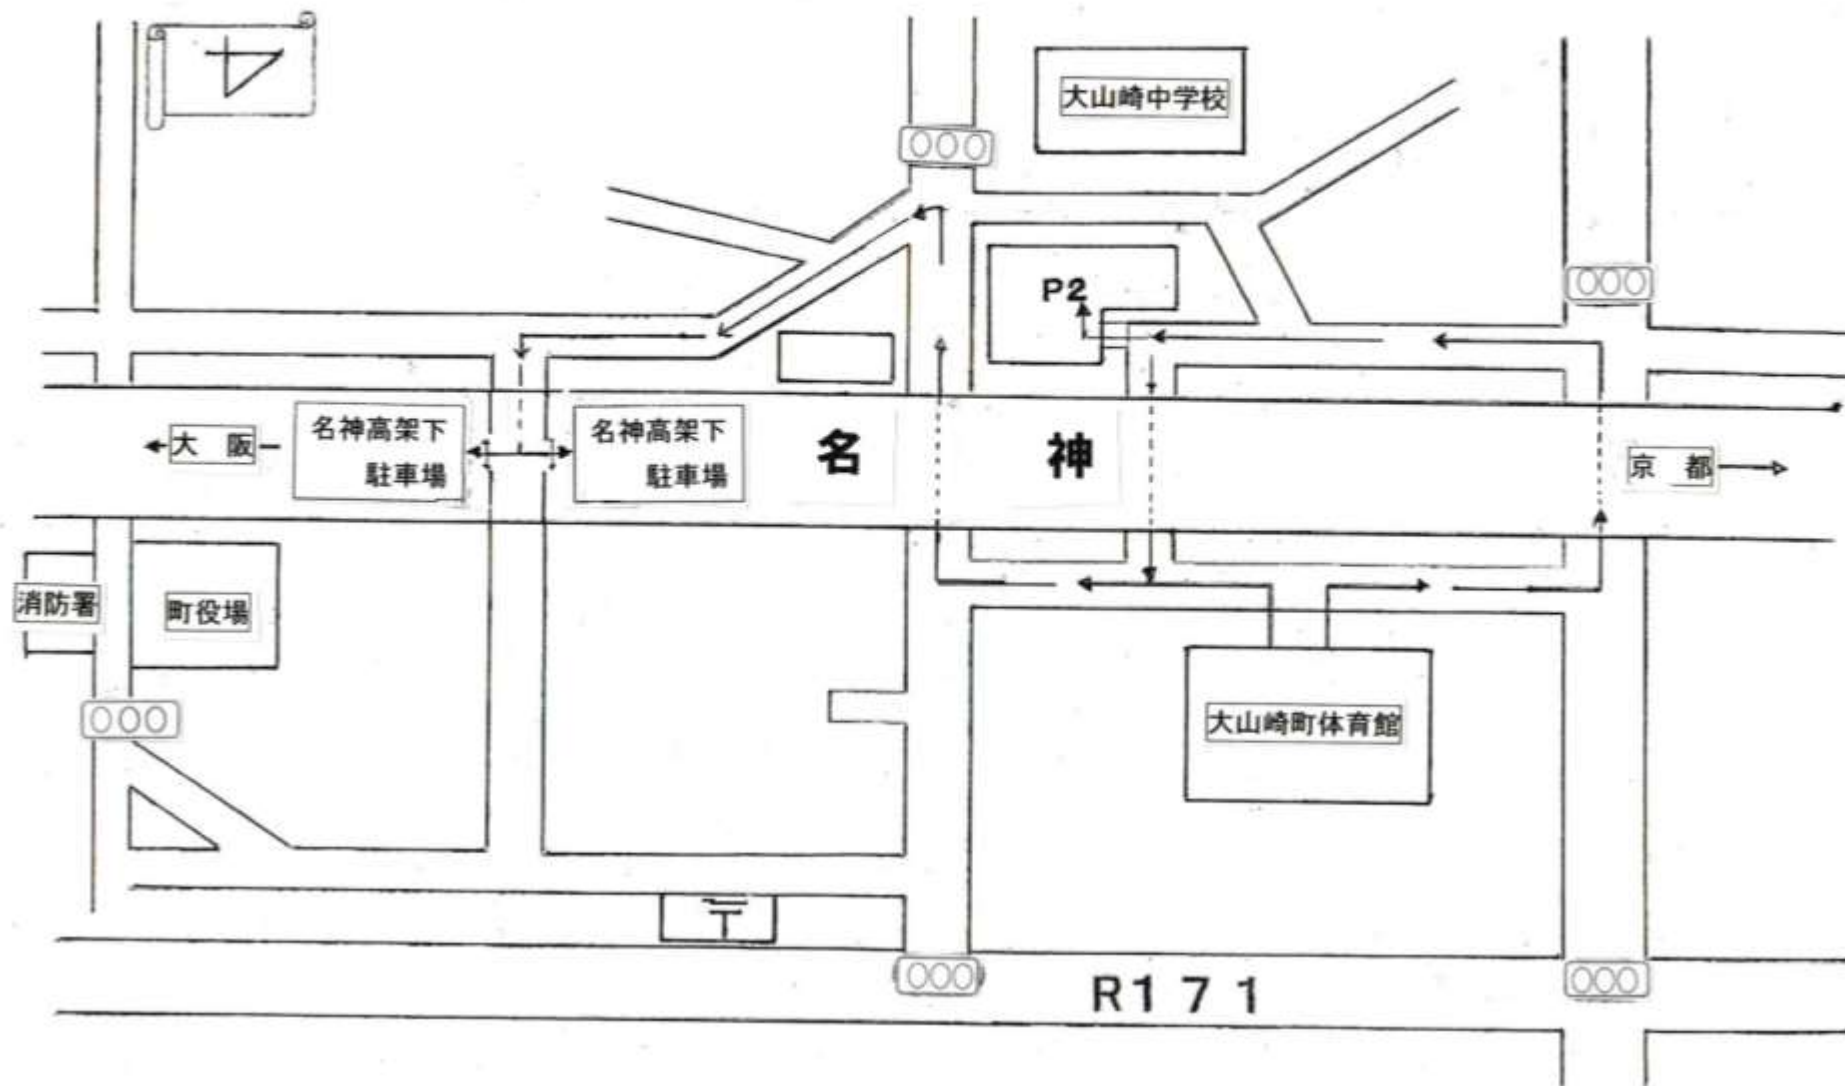 大山崎中学校
P2
大 阪
名神高架下
駐車場
名神高架下
駐車場
名 神
京 都
消防署
町役場
大山崎町体育館
〒
R171